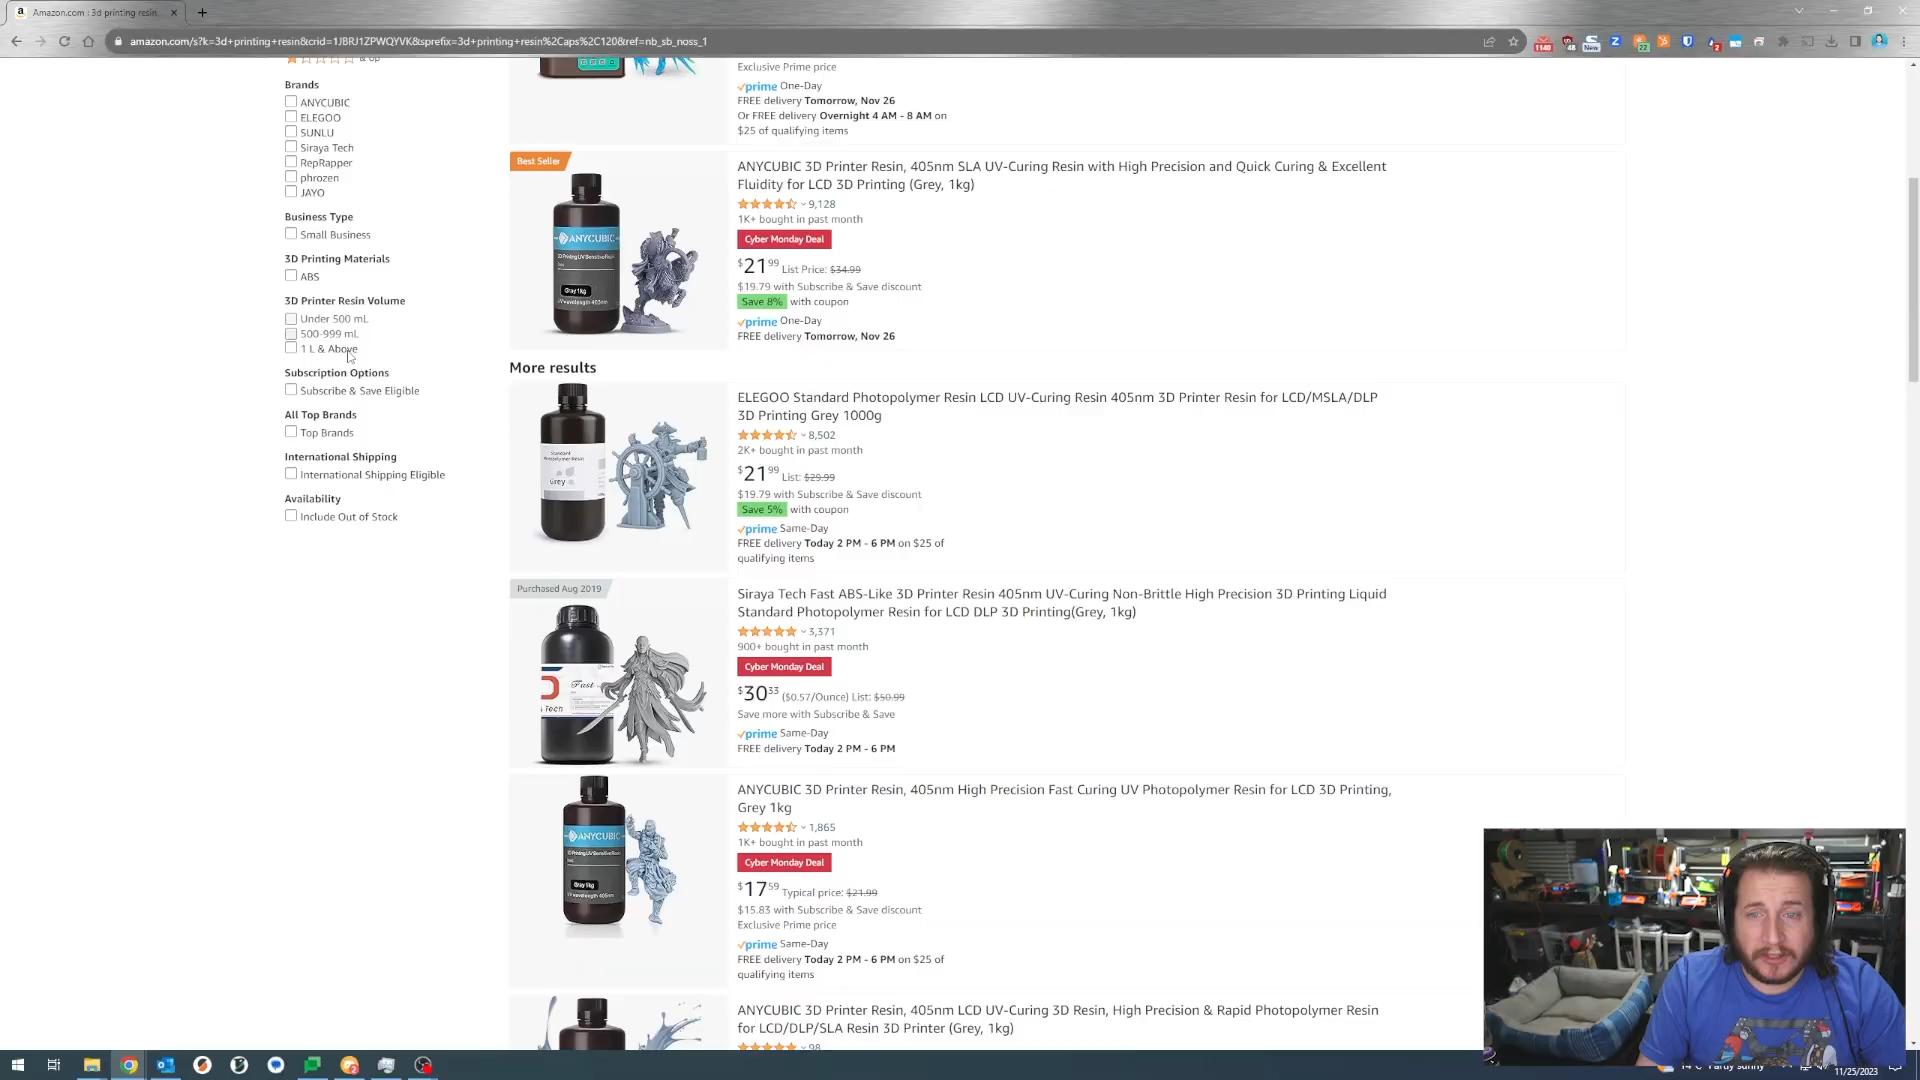 Amazon.com : 3d printing resin
amazon.com/s?k=3d+printing+resin&crid=1JBRJ1ZPWQYVK&sprefix=3d+printing+resin%2Caps%2C120&ref=nb_sb_noss_1
& Up
Brands
ANYCUBIC
ELEGOO
SUNLU
Siraya Tech
RepRapper
phrozen
JAYO
Business Type
Small Business
3D Printing Materials
ABS
3D Printer Resin Volume
Under 500 mL
500-999 mL
1 L & Above
Subscription Options
Subscribe & Save Eligible
All Top Brands
Top Brands
International Shipping
International Shipping Eligible
Availability
Include Out of Stock
Exclusive Prime price
prime One-Day
FREE delivery Tomorrow, Nov 26
Or FREE delivery Overnight 4 AM - 8 AM on
$25 of qualifying items
Best Seller
ANYCUBIC
Gray 1kg
ANYCUBIC 3D Printer Resin, 405nm SLA UV-Curing Resin with High Precision and Quick Curing & Excellent
Fluidity for LCD 3D Printing (Grey, 1kg)
9,128
1K+ bought in past month
Cyber Monday Deal
$21 99 List Price: $34.99
$19.79 with Subscribe & Save discount
Save 8% with coupon
prime One-Day
FREE delivery Tomorrow, Nov 26
More results
Grey
ELEGOO Standard Photopolymer Resin LCD UV-Curing Resin 405nm 3D Printer Resin for LCD/MSLA/DLP
3D Printing Grey 1000g
8,502
2K+ bought in past month
$21 99 List: $29.99
$19.79 with Subscribe & Save discount
Save 5% with coupon
prime Same-Day
FREE delivery Today 2 PM - 6 PM on $25 of
qualifying items
Purchased Aug 2019
Fast
Tech
Siraya Tech Fast ABS-Like 3D Printer Resin 405nm UV-Curing Non-Brittle High Precision 3D Printing Liquid
Standard Photopolymer Resin for LCD DLP 3D Printing(Grey, 1kg)
3,371
900+ bought in past month
Cyber Monday Deal
$30 33 ($0.57/Ounce) List: $50.99
Save more with Subscribe & Save
prime Same-Day
FREE delivery Today 2 PM - 6 PM
ANYCUBIC
Gray 1kg
ANYCUBIC 3D Printer Resin, 405nm High Precision Fast Curing UV Photopolymer Resin for LCD 3D Printing,
Grey 1kg
1,865
1K+ bought in past month
Cyber Monday Deal
$17 59 Typical price: $21.99
$15.83 with Subscribe & Save discount
Exclusive Prime price
prime Same-Day
FREE delivery Today 2 PM - 6 PM on $25 of
qualifying items
ANYCUBIC 3D Printer Resin, 405nm LCD UV-Curing 3D Resin, High Precision & Rapid Photopolymer Resin
for LCD/DLP/SLA Resin 3D Printer (Grey, 1kg)
98
11/25/2023